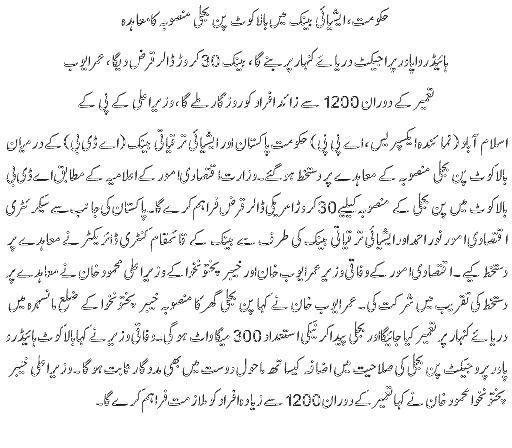 حکومت، ایشیائی بینک میں بالاکوٹ پن بجلی منصوبہ کا معاہدہ
ہائیڈرو پاور پراجیکٹ دریائے کنہار پر بنے گا، بینک 30 کروڑ ڈالر قرض دیگا، عمر ایوب
تعمیر کے دوران 1200 سے زائد افراد کو روزگار ملے گا، وزیراعلیٰ کے پی کے
اسلام آباد (نمائندہ ایکسپریس، اے پی پی) حکومت پاکستان اور ایشیائی ترقیاتی بینک (اے ڈی بی) کے درمیان
بالاکوٹ پن بجلی منصوبہ کے معاہدے پر دستخط ہو گئے۔ وزارت اقتصادی امور کے اعلامیہ کے مطابق اے ڈی بی
بالاکوٹ میں پن بجلی کے منصوبہ کیلیے 30 کروڑ امریکی ڈالر قرض فراہم کرے گا۔ پاکستان کی جانب سے سیکرٹری
اقتصادی امور نور احمد اور ایشیائی ترقیاتی بینک کی طرف سے بینک کے قائمقام کنٹری ڈائریکٹر نے معاہدے پر
دستخط کیے۔ اقتصادی امور کے وفاقی وزیر عمر ایوب خان اور خیبر پختونخوا کے وزیراعلیٰ محمود خان نے معاہدے پر
دستخط کی تقریب میں شرکت کی۔ عمر ایوب خان نے کہا پن بجلی گھر کا منصوبہ خیبر پختونخوا کے ضلع مانسہرہ میں
دریائے کنہار پر تعمیر کیا جائیگا اور بجلی پیدا کرنیکی استعداد 300 میگاواٹ ہو گی۔ وفاقی وزیر نے کہا بالاکوٹ ہائیڈرو
پاور پروجیکٹ پن بجلی کی صلاحیت میں اضافہ کیساتھ ماحول دوست میں بھی مددگار ثابت ہو گا۔ وزیراعلیٰ خیبر
پختونخوا محمود خان نے کہا تعمیر کے دوران 1200 سے زیادہ افراد کو ملازمت فراہم کرے گا۔